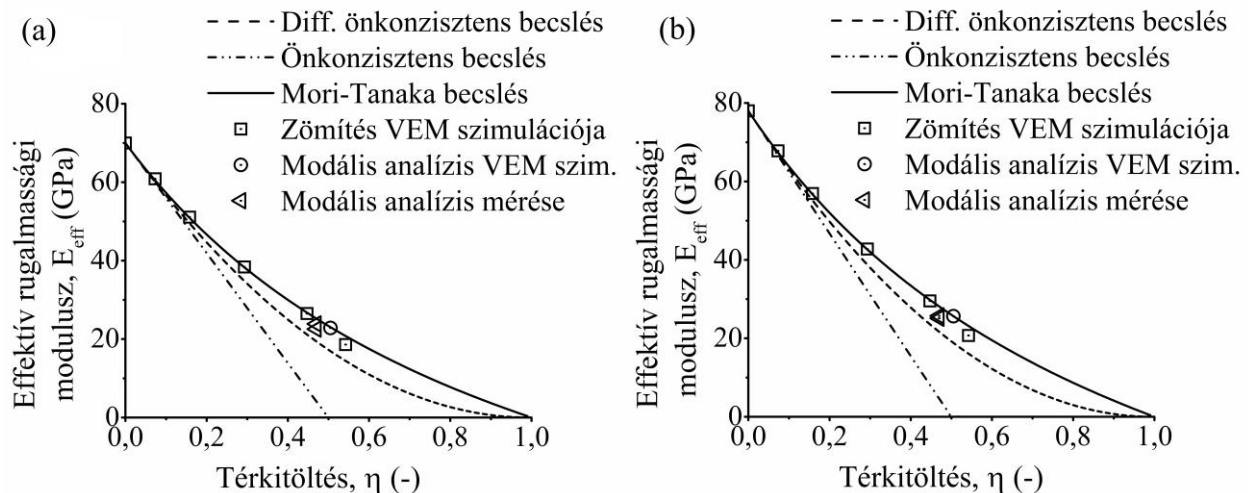 (a)
Diff. önkonzisztens becslés
Önkonzisztens becslés
Mori-Tanaka becslés
Zömítés VEM szimulációja
Modális analízis VEM szim.
Modális analízis mérése
Effektív rugalmassági
modulusz, E_eff (GPa)
80
60
40
20
0
0,0 0,2 0,4 0,6 0,8 1,0
Térkitöltés, η (-)
(b)
Diff. önkonzisztens becslés
Önkonzisztens becslés
Mori-Tanaka becslés
Zömítés VEM szimulációja
Modális analízis VEM szim.
Modális analízis mérése
Effektív rugalmassági
modulusz, E_eff (GPa)
80
60
40
20
0
0,0 0,2 0,4 0,6 0,8 1,0
Térkitöltés, η (-)